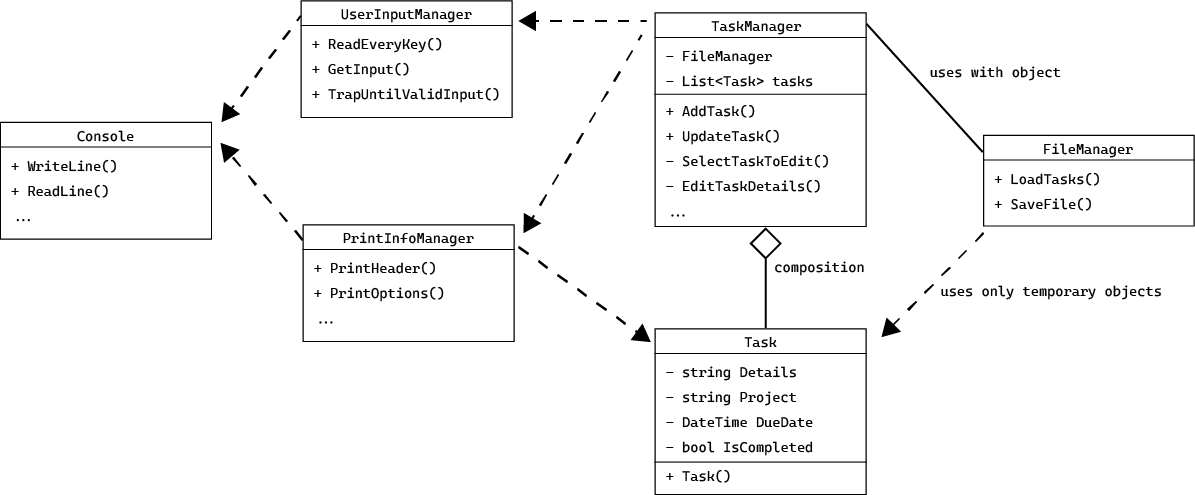 UserInputManager
+ ReadEveryKey()
+ GetInput()
+ TrapUntilValidInput()
TaskManager
- FileManager
- List<Task> tasks
+ AddTask()
+ UpdateTask()
- SelectTaskToEdit()
- EditTaskDetails()
...
uses with object
Console
+ WriteLine()
+ ReadLine()
...
FileManager
+ LoadTasks()
+ SaveFile()
PrintInfoManager
+ PrintHeader()
+ PrintOptions()
...
composition
uses only temporary objects
Task
- string Details
- string Project
- DateTime DueDate
- bool IsCompleted
+ Task()